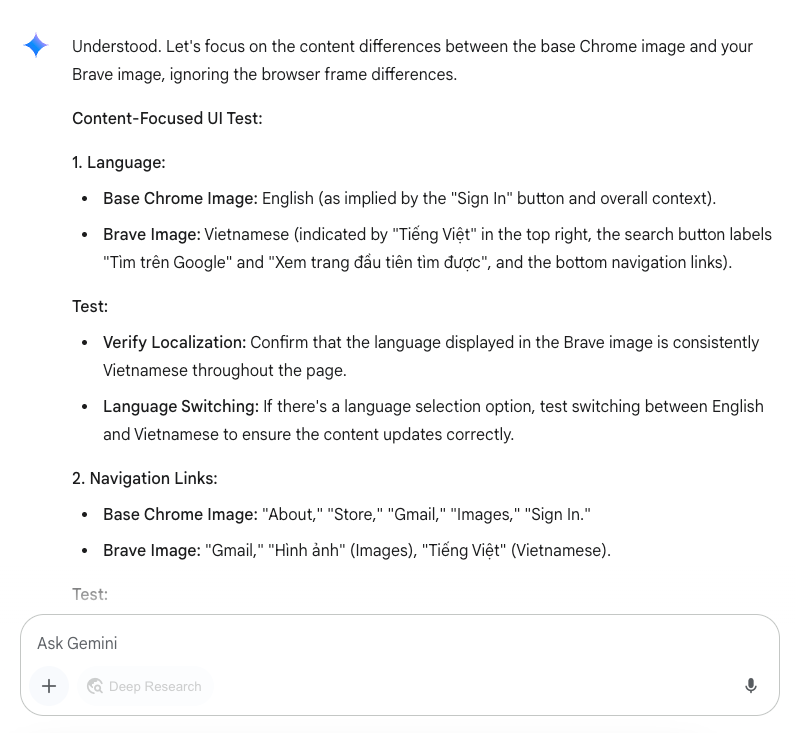 Understood. Let's focus on the content differences between the base Chrome image and your
Brave image, ignoring the browser frame differences.
Content-Focused UI Test:
1. Language:
• Base Chrome Image: English (as implied by the "Sign In" button and overall context).
• Brave Image: Vietnamese (indicated by "Tiếng Việt" in the top right, the search button labels
"Tìm trên Google" and "Xem trang đầu tiên tìm được", and the bottom navigation links).
Test:
• Verify Localization: Confirm that the language displayed in the Brave image is consistently
Vietnamese throughout the page.
• Language Switching: If there's a language selection option, test switching between English
and Vietnamese to ensure the content updates correctly.
2. Navigation Links:
• Base Chrome Image: "About," "Store," "Gmail," "Images," "Sign In."
• Brave Image: "Gmail," "Hình ảnh" (Images), "Tiếng Việt" (Vietnamese).
Test:
Ask Gemini
Deep Research